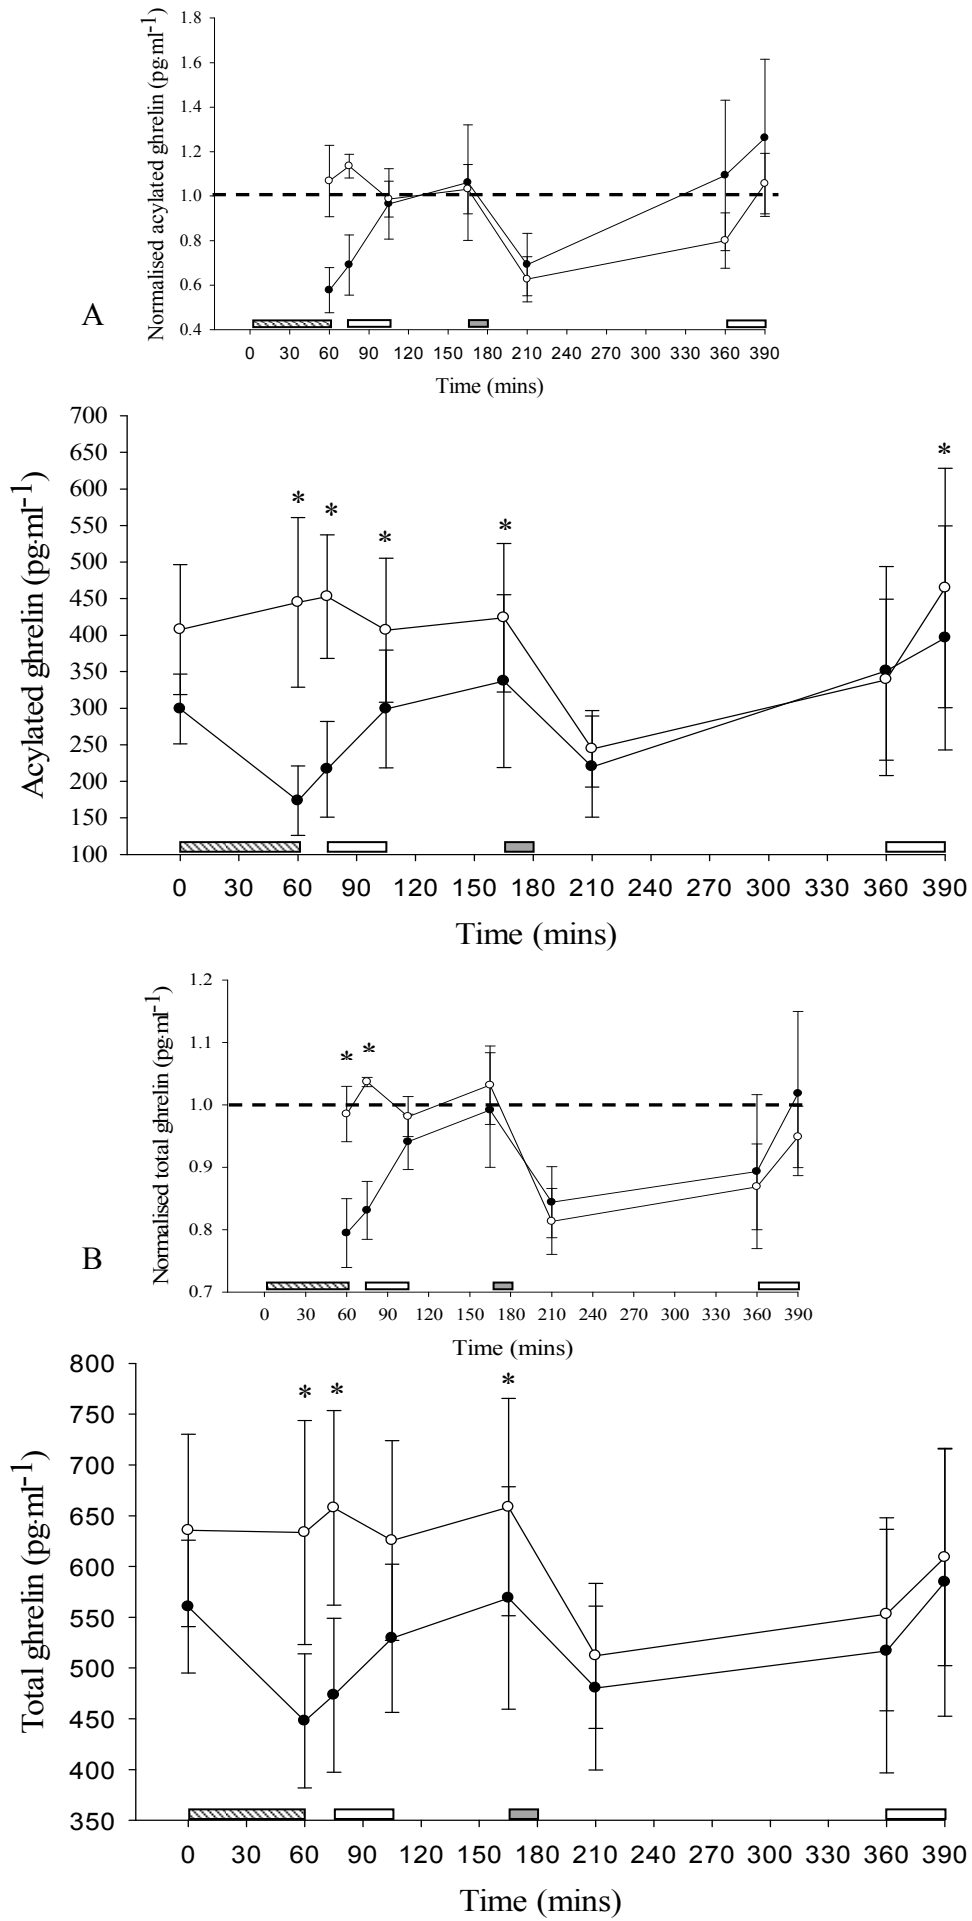 1.8
1.6
1.4
1.2
1.0
0.8
0.6
0.4
Normalised acylated ghrelin (pg·ml-1)
A
0 30 60 90 120 150 180 210 240 270 300 330 360 390
Time (mins)
700
650
600
550
500
450
400
350
300
250
200
150
100
Acylated ghrelin (pg·ml-1)
* * * * *
0 30 60 90 120 150 180 210 240 270 300 330 360 390
Time (mins)
1.2
1.1
1.0
0.9
0.8
0.7
Normalised total ghrelin (pg·ml-1)
* *
B
0 30 60 90 120 150 180 210 240 270 300 330 360 390
Time (mins)
800
750
700
650
600
550
500
450
400
350
Total ghrelin (pg·ml-1)
* * *
0 30 60 90 120 150 180 210 240 270 300 330 360 390
Time (mins)